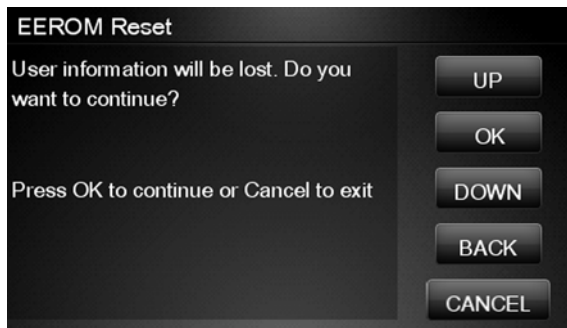 EEROM Reset
User information will be lost. Do you
want to continue?
Press OK to continue or Cancel to exit
UP
OK
DOWN
BACK
CANCEL